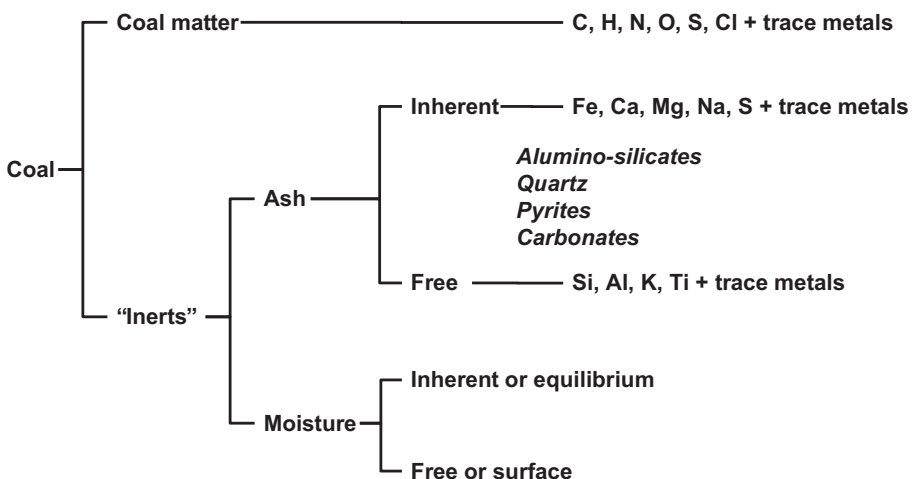 Coal matter
C, H, N, O, S, Cl + trace metals
Inherent
Fe, Ca, Mg, Na, S + trace metals
Alumino-silicates
Coal
Quartz
Ash
Pyrites
Carbonates
Free
Si, Al, K, Ti + trace metals
“Inerts”
Inherent or equilibrium
Moisture
Free or surface